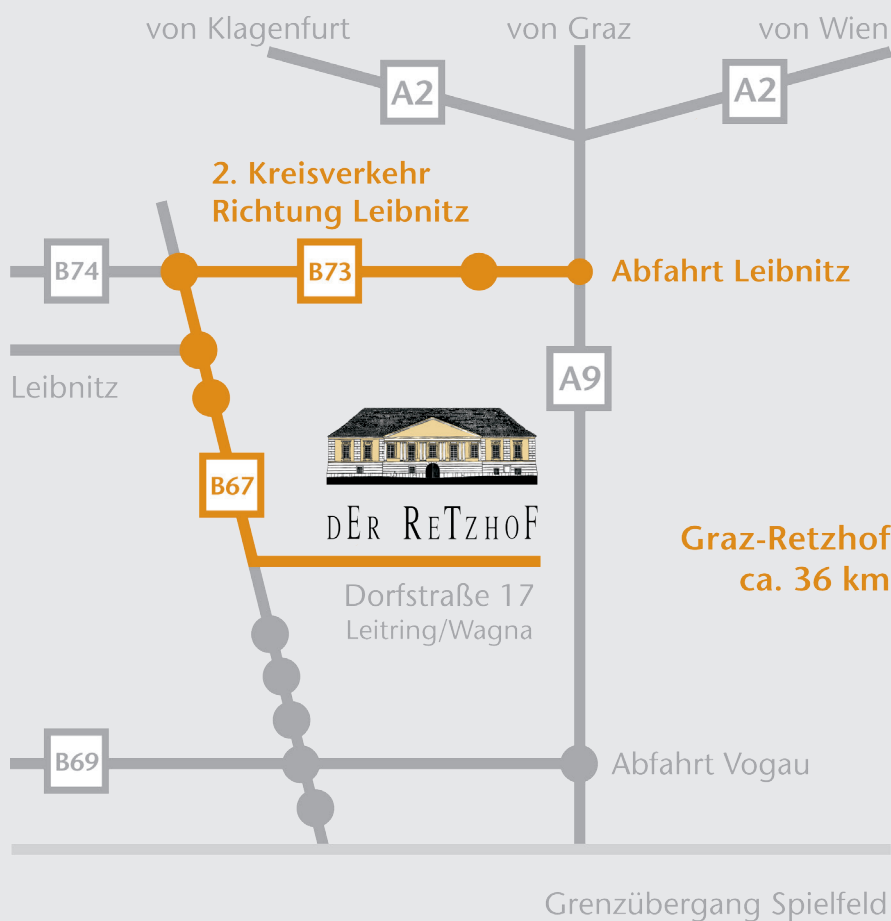 von Klagenfurt
von Graz
von Wien
A2
A2
2. Kreisverkehr
Richtung Leibnitz
B74
B73
Abfahrt Leibnitz
Leibnitz
A9
B67
DER RETZHOF
Graz-Retzhof
ca. 36 km
Dorfstraße 17
Leitring/Wagna
B69
Abfahrt Vogau
Grenzübergang Spielfeld